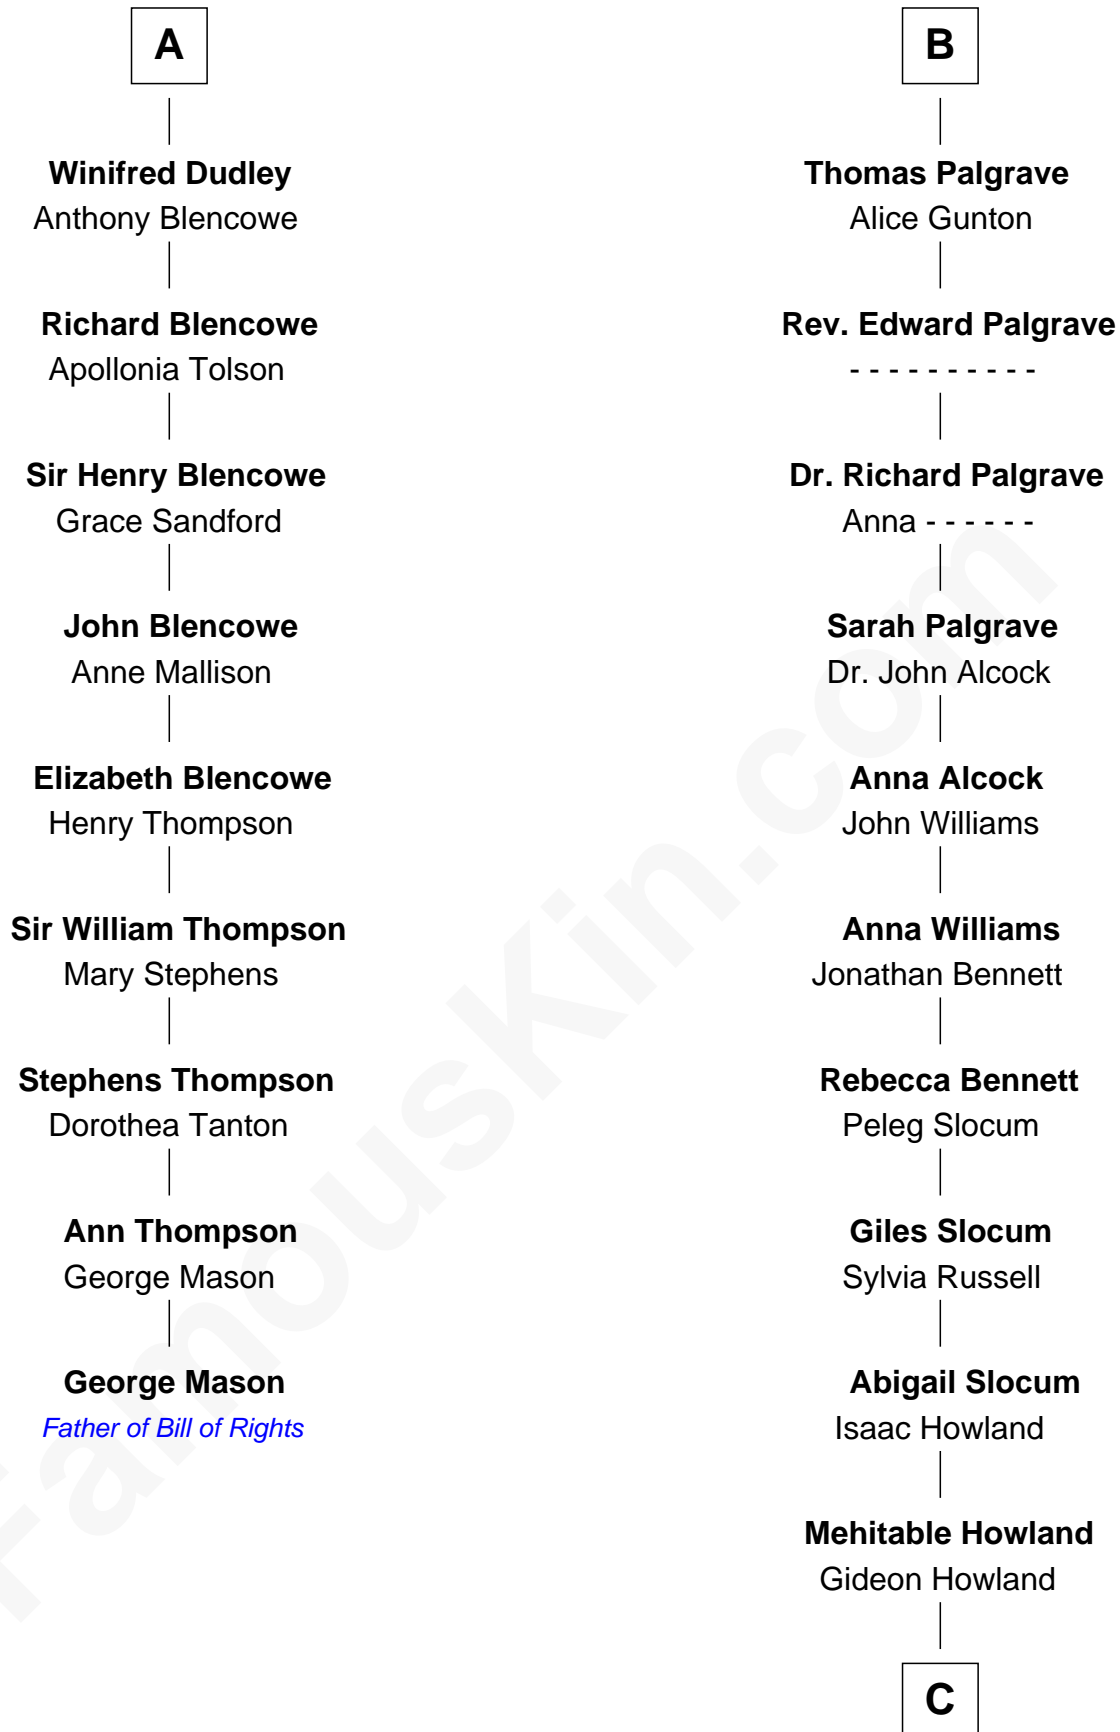 A
Winifred Dudley
Anthony Blencowe
Richard Blencowe
Apollonia Tolson
Sir Henry Blencowe
Grace Sandford
John Blencowe
Anne Mallison
Elizabeth Blencowe
Henry Thompson
Sir William Thompson
Mary Stephens
Stephens Thompson
Dorothea Tanton
Ann Thompson
George Mason
George Mason
Father of Bill of Rights
B
Thomas Palgrave
Alice Gunton
Rev. Edward Palgrave
- - - - - - - - - -
Dr. Richard Palgrave
Anna - - - - - -
Sarah Palgrave
Dr. John Alcock
Anna Alcock
John Williams
Anna Williams
Jonathan Bennett
Rebecca Bennett
Peleg Slocum
Giles Slocum
Sylvia Russell
Abigail Slocum
Isaac Howland
Mehitable Howland
Gideon Howland
C
FamousKin.com